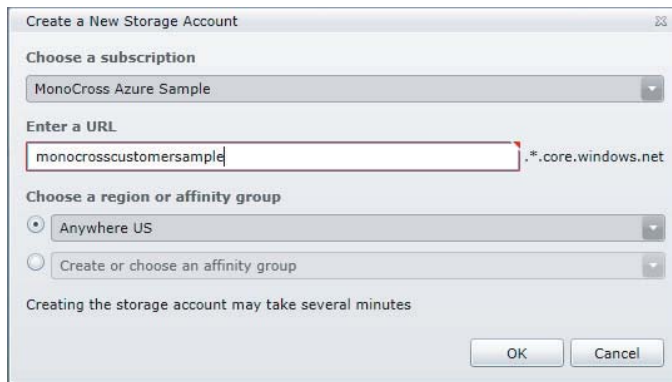 Create a New Storage Account
Choose a subscription
MonoCross Azure Sample
Enter a URL
monocrosscustomersample .*.core.windows.net
Choose a region or affinity group
Anywhere US
Create or choose an affinity group
Creating the storage account may take several minutes
OK Cancel